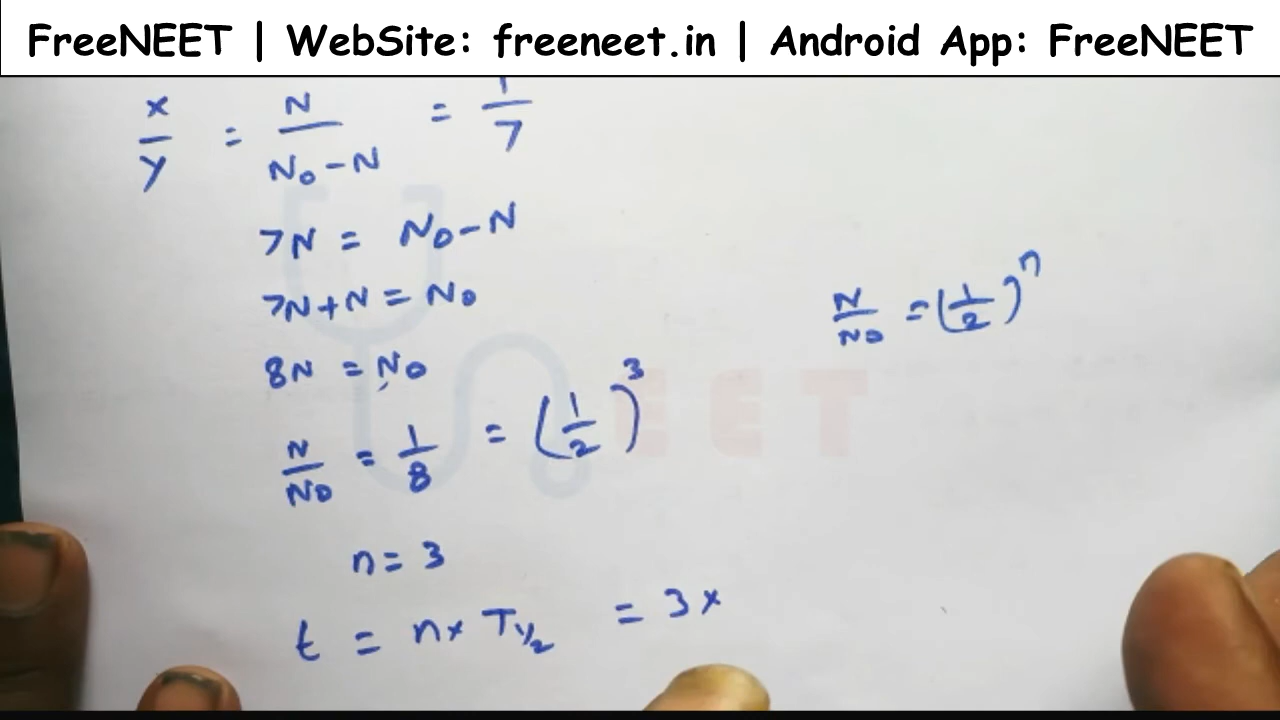 FreeNEET | WebSite: freeneet.in | Android App: FreeNEET
x/y = N/(N₀-N) = 1/7
7N = N₀-N
7N+N = N₀
8N = N₀
N/N₀ = (1/2)ⁿ
N/N₀ = 1/8 = (1/2)³
n = 3
t = n× T½ = 3×
EET